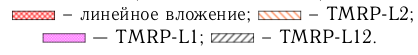 – линейное вложение; – TMRP-L2;
— TMRP-L1; – TMRP-L12.